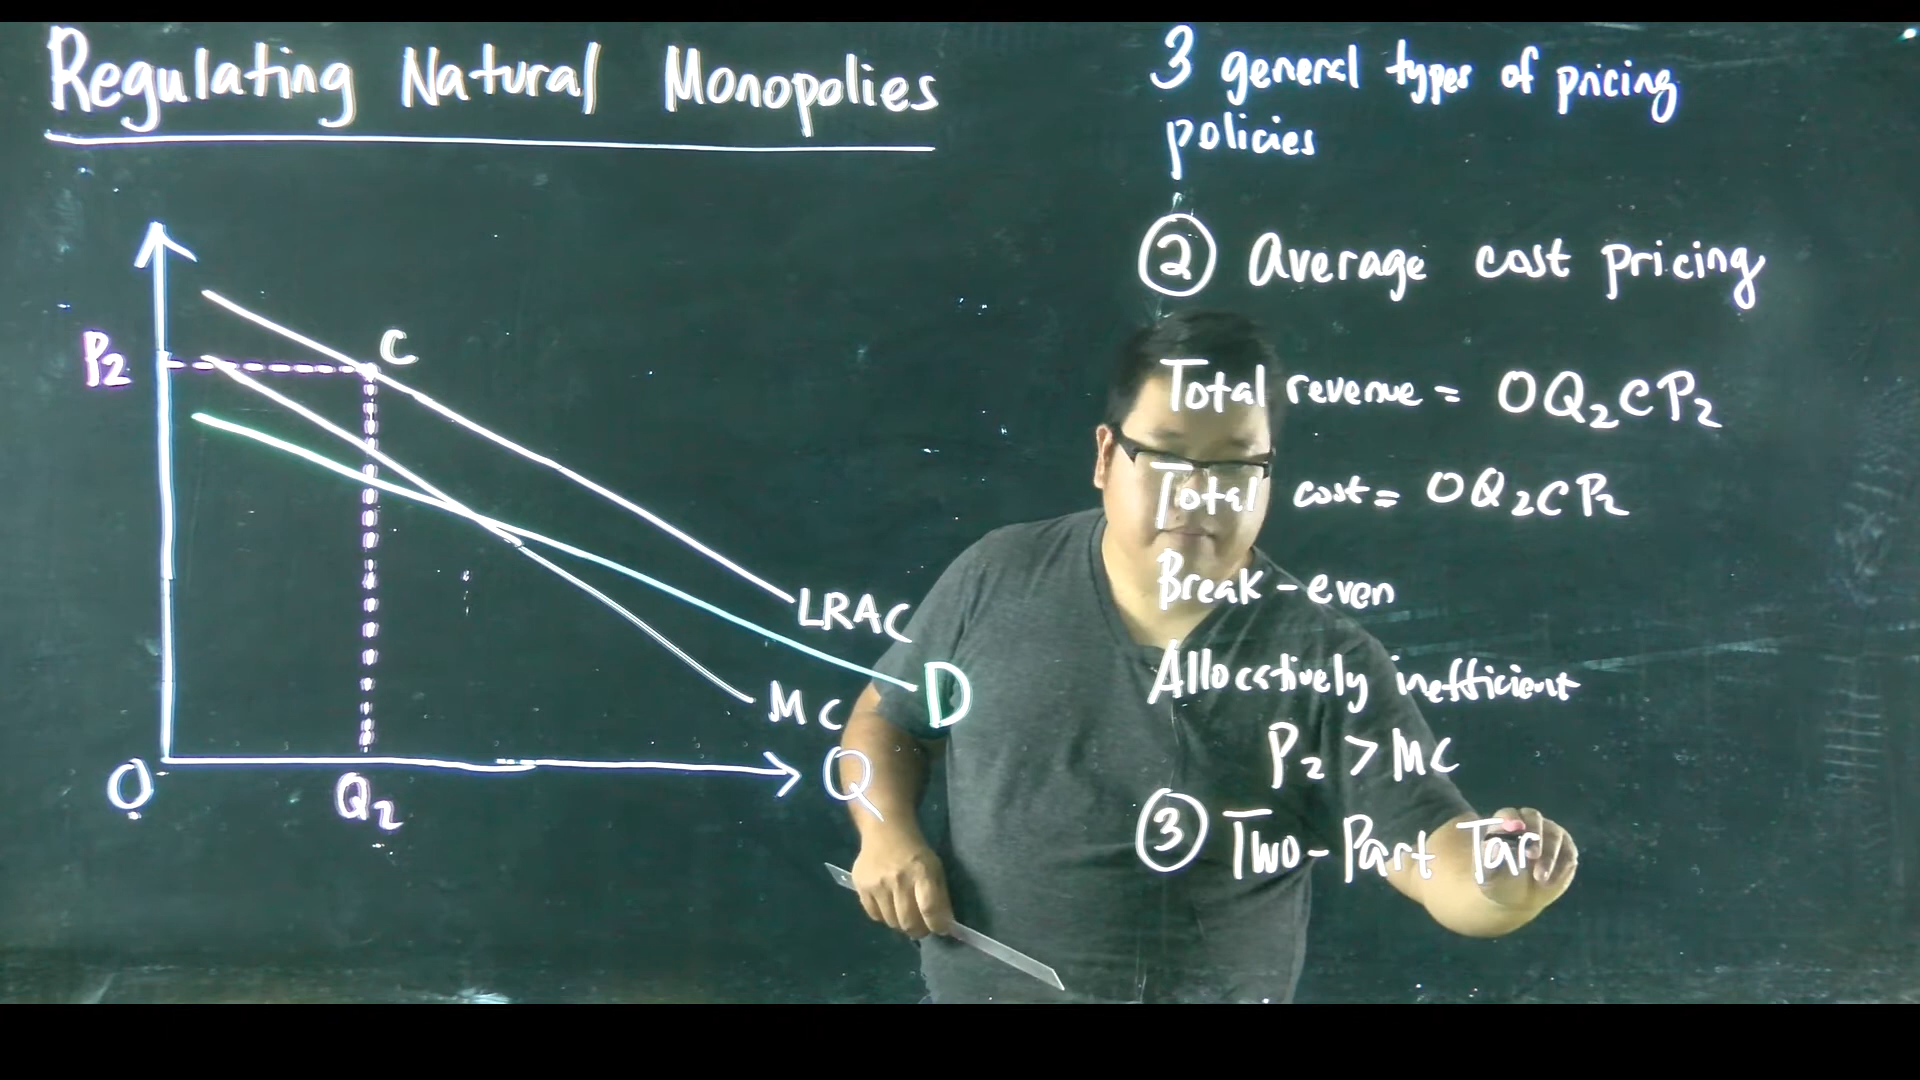 Regulating Natural Monopolies
3 general types of pricing
policies
2 Average cost pricing
Total revenue = OQ2CP2
Total cost = OQ2CP2
Break-even
Allocatively inefficient
P2 > MC
3 Two-Part Tar
P2
C
LRAC
D
MC
Q
O
Q2